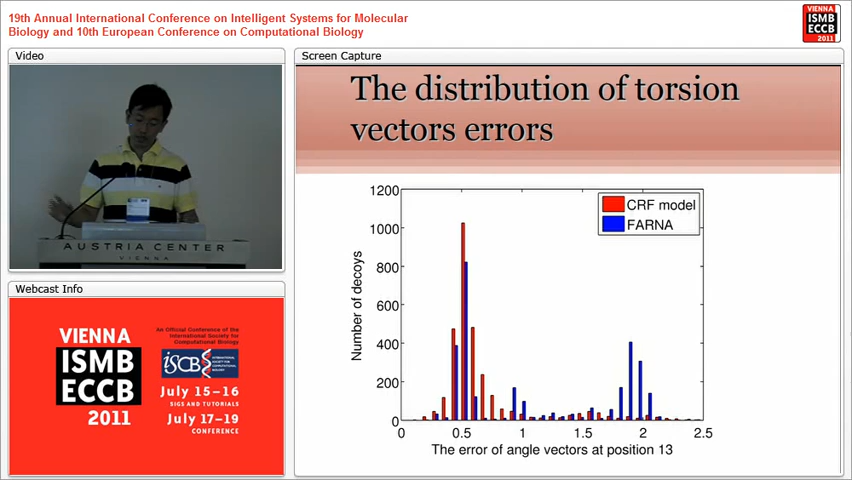 19th Annual International Conference on Intelligent Systems for Molecular
Biology and 10th European Conference on Computational Biology
VIENNA
ISMB
ECCB
2011
Video
Screen Capture
AUSTRIA CENTER
VIENNA
The distribution of torsion
vectors errors
1200
1000
800
600
400
200
0
0
0.5
1
1.5
2
2.5
Number of decoys
The error of angle vectors at position 13
CRF model
FARNA
Webcast Info
VIENNA
ISMB
ECCB
2011
An Official Conference of the
International Society for
Computational Biology
ISCB
INTERNATIONAL
SOCIETY FOR
COMPUTATIONAL
BIOLOGY
July 15–16
SIGS AND TUTORIALS
July 17–19
CONFERENCE